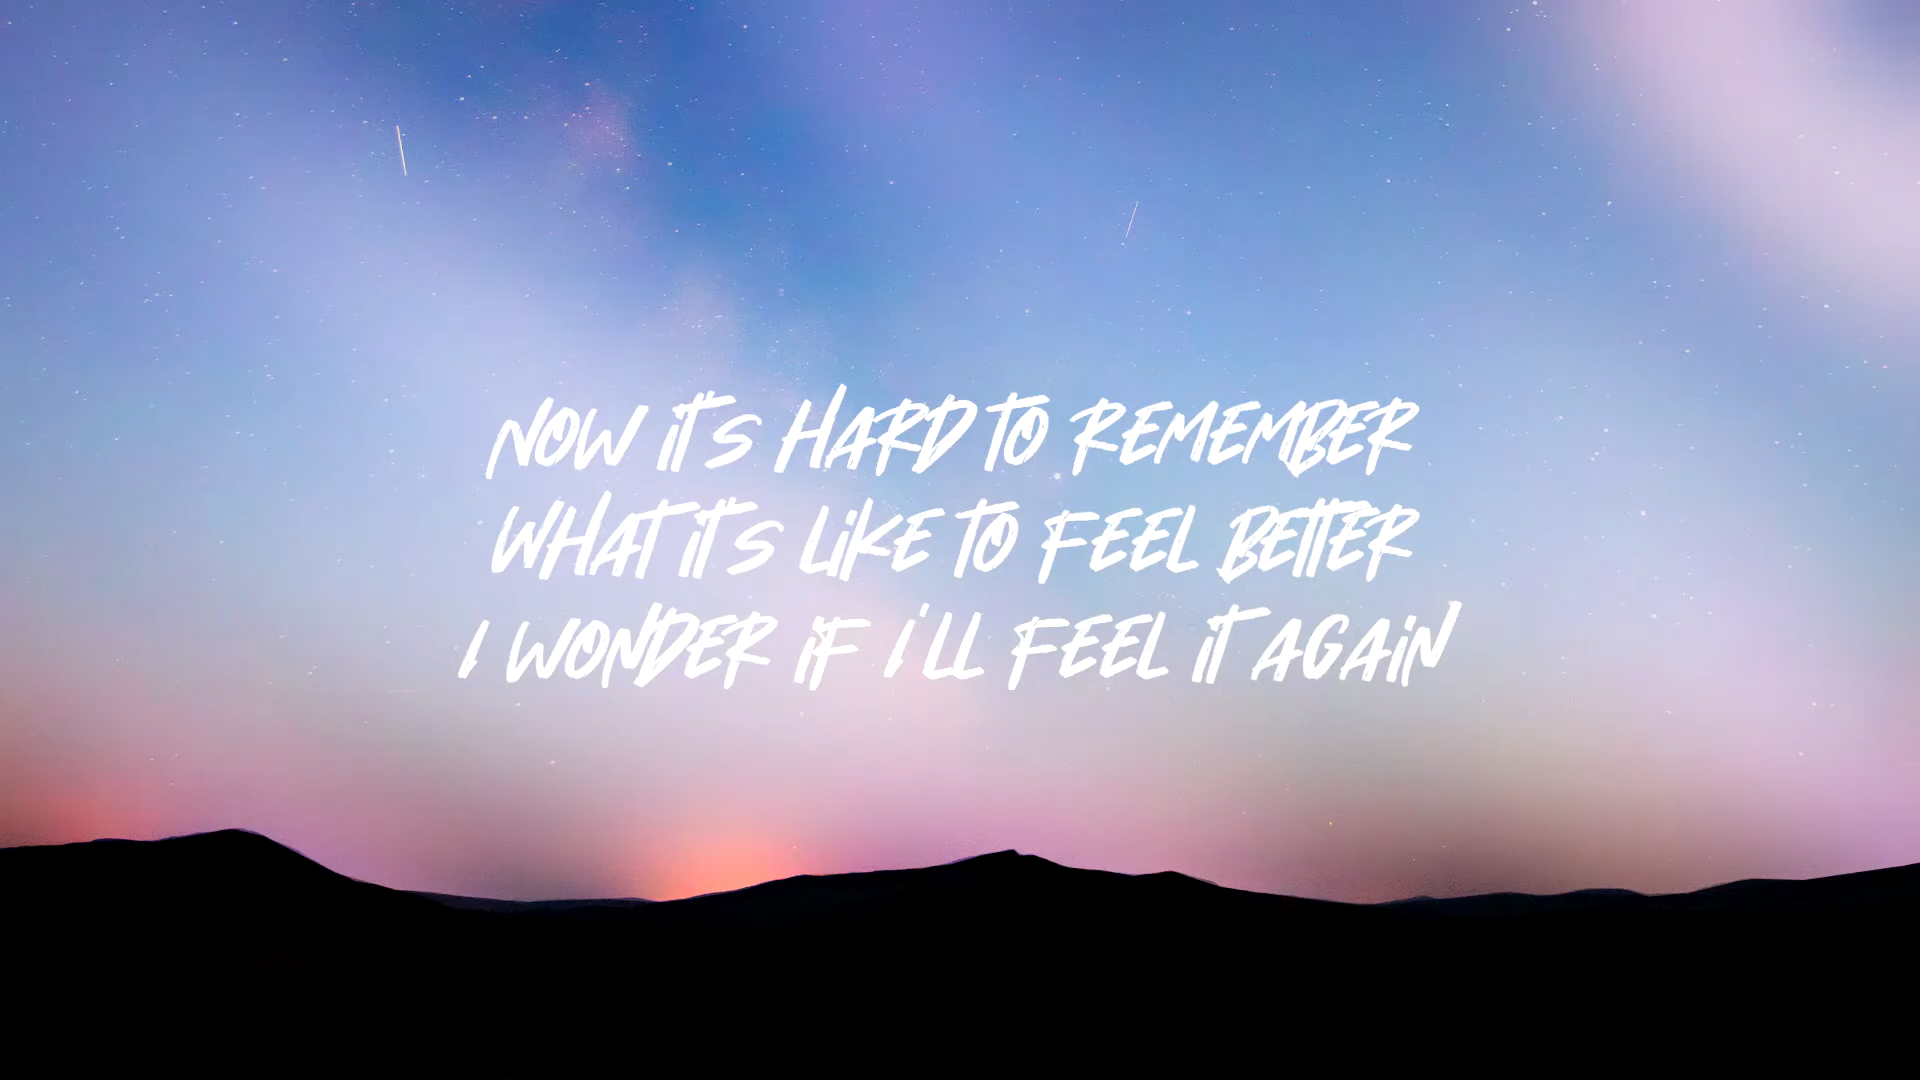 NOW iT'S HARD TO REMEMBER
WHAT iT'S LiKE TO FEEL BETTER
I WONDER iF I'LL FEEL iT AGAiN